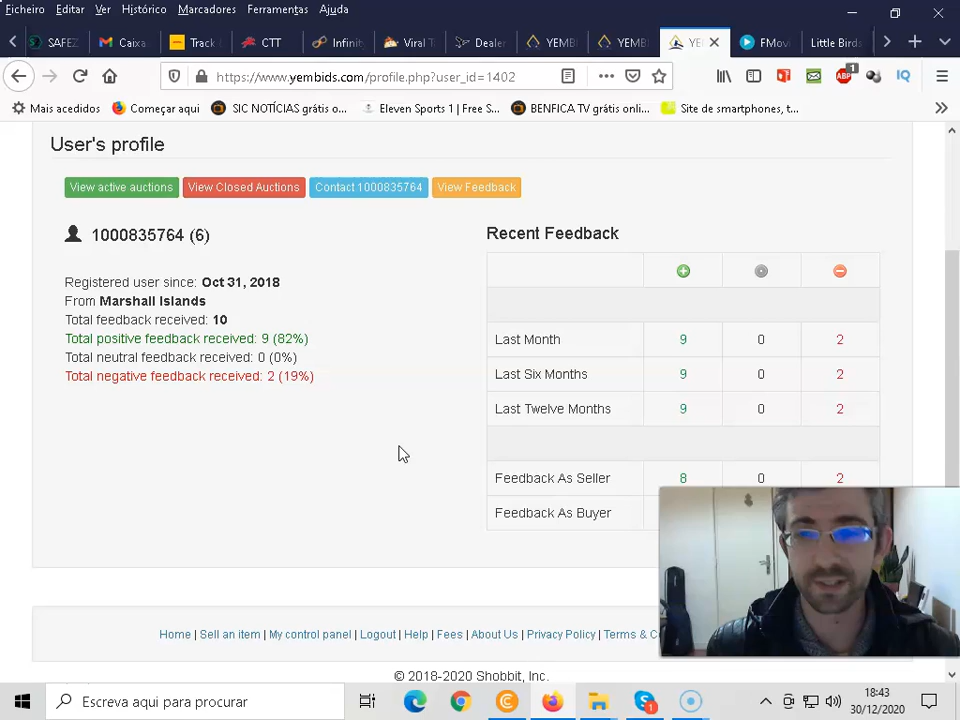 Ficheiro Editar Ver Histórico Marcadores Ferramentas Ajuda
SAFEZ Caixa Track CTT Infinit Viral T Dealer YEMB YEMB YE FMovi Little Birds
https://www.yembids.com/profile.php?user_id=1402 ABP 1 IQ
Mais acedidos Começar aqui SIC NOTÍCIAS grátis o... Eleven Sports 1 | Free S... BENFICA TV grátis onli... Site de smartphones, t...
User's profile
View active auctions View Closed Auctions Contact 1000835764 View Feedback
1000835764 (6)
Registered user since: Oct 31, 2018
From Marshall Islands
Total feedback received: 10
Total positive feedback received: 9 (82%)
Total neutral feedback received: 0 (0%)
Total negative feedback received: 2 (19%)
Recent Feedback
Last Month 9 0 2
Last Six Months 9 0 2
Last Twelve Months 9 0 2
Feedback As Seller 8 0 2
Feedback As Buyer
Home | Sell an item | My control panel | Logout | Help | Fees | About Us | Privacy Policy | Terms & C
© 2018-2020 Shobbit, Inc.
Escreva aqui para procurar
18:43
30/12/2020